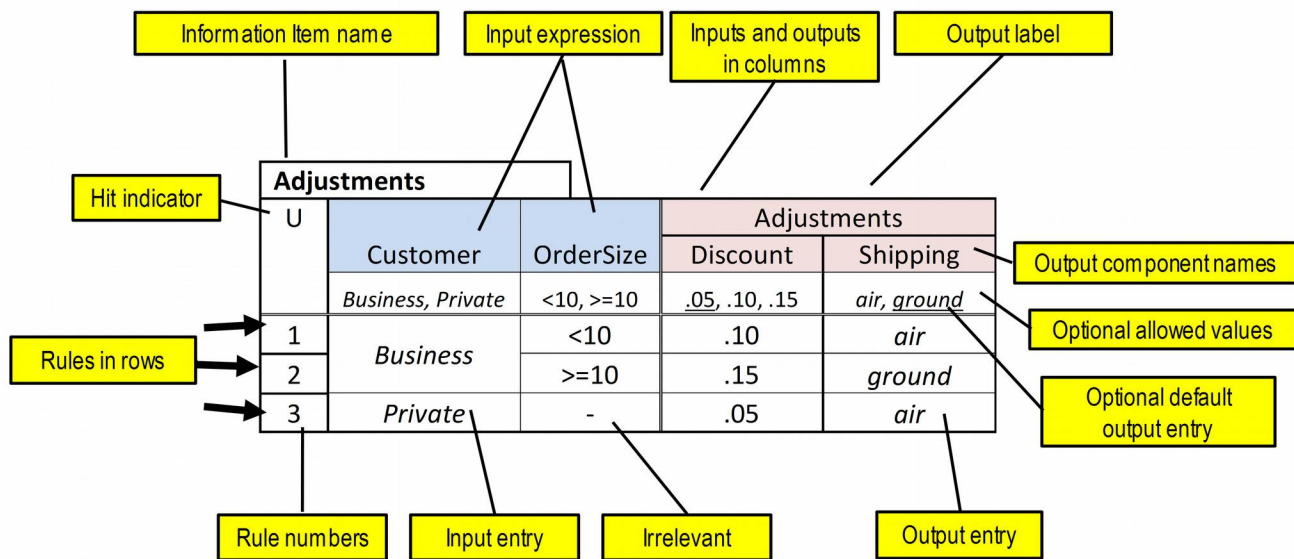 Information Item name
Input expression
Inputs and outputs
in columns
Output label
Adjustments
Hit indicator
U
Adjustments
Customer
OrderSize
Discount
Shipping
Output component names
Business, Private
<10, >=10
.05, .10, .15
air, ground
Optional allowed values
Rules in rows
1
Business
<10
.10
air
2
>=10
.15
ground
Optional default
output entry
3
Private
-
.05
air
Rule numbers
Input entry
Irrelevant
Output entry